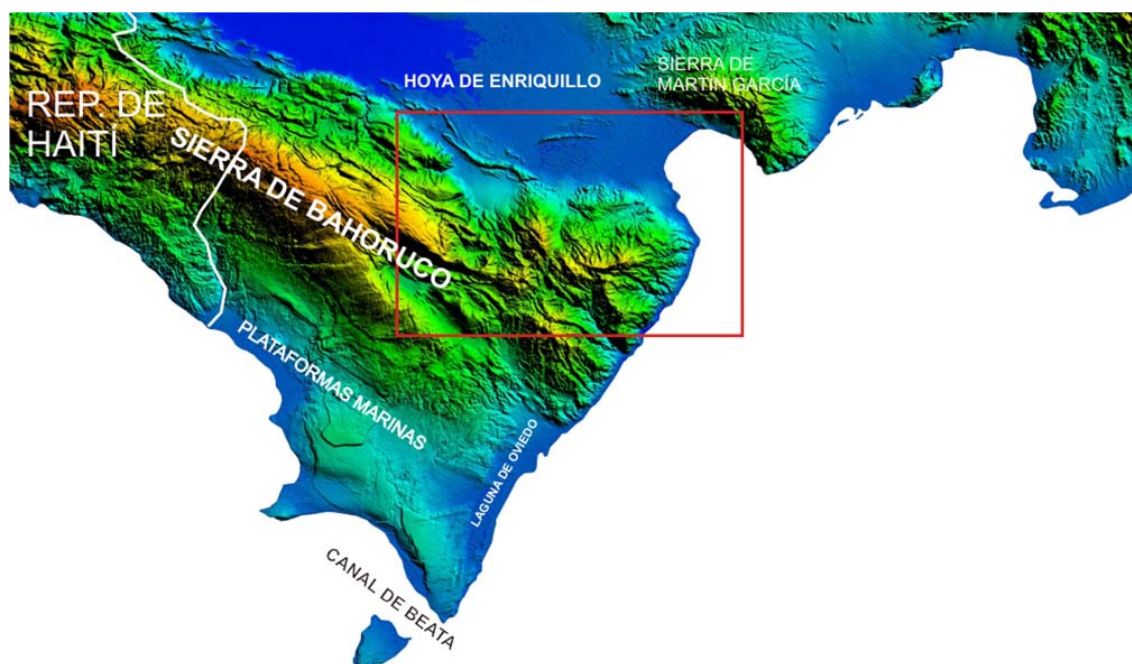 HOYA DE ENRIQUILLO
SIERRA DE
MARTÍN GARCÍA
REP. DE
HAITÍ
SIERRA DE BAHORUCO
PLATAFORMAS MARINAS
LAGUNA DE OVIEDO
CANAL DE BEATA